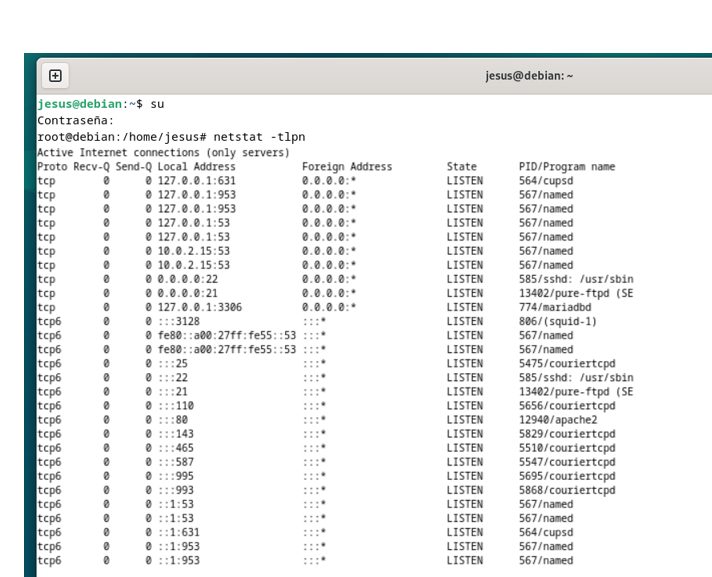 jesus@debian: ~
jesus@debian:~$ su
Contraseña:
root@debian:/home/jesus# netstat -tlpn
Active Internet connections (only servers)
Proto Recv-Q Send-Q Local Address           Foreign Address         State       PID/Program name
tcp        0      0 127.0.0.1:631           0.0.0.0:*               LISTEN      564/cupsd
tcp        0      0 127.0.0.1:953           0.0.0.0:*               LISTEN      567/named
tcp        0      0 127.0.0.1:953           0.0.0.0:*               LISTEN      567/named
tcp        0      0 127.0.0.1:53            0.0.0.0:*               LISTEN      567/named
tcp        0      0 127.0.0.1:53            0.0.0.0:*               LISTEN      567/named
tcp        0      0 10.0.2.15:53            0.0.0.0:*               LISTEN      567/named
tcp        0      0 10.0.2.15:53            0.0.0.0:*               LISTEN      567/named
tcp        0      0 0.0.0.0:22              0.0.0.0:*               LISTEN      585/sshd: /usr/sbin
tcp        0      0 0.0.0.0:21              0.0.0.0:*               LISTEN      13402/pure-ftpd (SE
tcp        0      0 127.0.0.1:3306          0.0.0.0:*               LISTEN      774/mariadbd
tcp6       0      0 :::3128                 :::*                    LISTEN      806/(squid-1)
tcp6       0      0 fe80::a00:27ff:fe55::53 :::*                    LISTEN      567/named
tcp6       0      0 fe80::a00:27ff:fe55::53 :::*                    LISTEN      567/named
tcp6       0      0 :::25                   :::*                    LISTEN      5475/couriertcpd
tcp6       0      0 :::22                   :::*                    LISTEN      585/sshd: /usr/sbin
tcp6       0      0 :::21                   :::*                    LISTEN      13402/pure-ftpd (SE
tcp6       0      0 :::110                  :::*                    LISTEN      5656/couriertcpd
tcp6       0      0 :::80                   :::*                    LISTEN      12940/apache2
tcp6       0      0 :::143                  :::*                    LISTEN      5829/couriertcpd
tcp6       0      0 :::465                  :::*                    LISTEN      5510/couriertcpd
tcp6       0      0 :::587                  :::*                    LISTEN      5547/couriertcpd
tcp6       0      0 :::995                  :::*                    LISTEN      5695/couriertcpd
tcp6       0      0 :::993                  :::*                    LISTEN      5868/couriertcpd
tcp6       0      0 ::1:53                  :::*                    LISTEN      567/named
tcp6       0      0 ::1:53                  :::*                    LISTEN      567/named
tcp6       0      0 ::1:631                 :::*                    LISTEN      564/cupsd
tcp6       0      0 ::1:953                 :::*                    LISTEN      567/named
tcp6       0      0 ::1:953                 :::*                    LISTEN      567/named